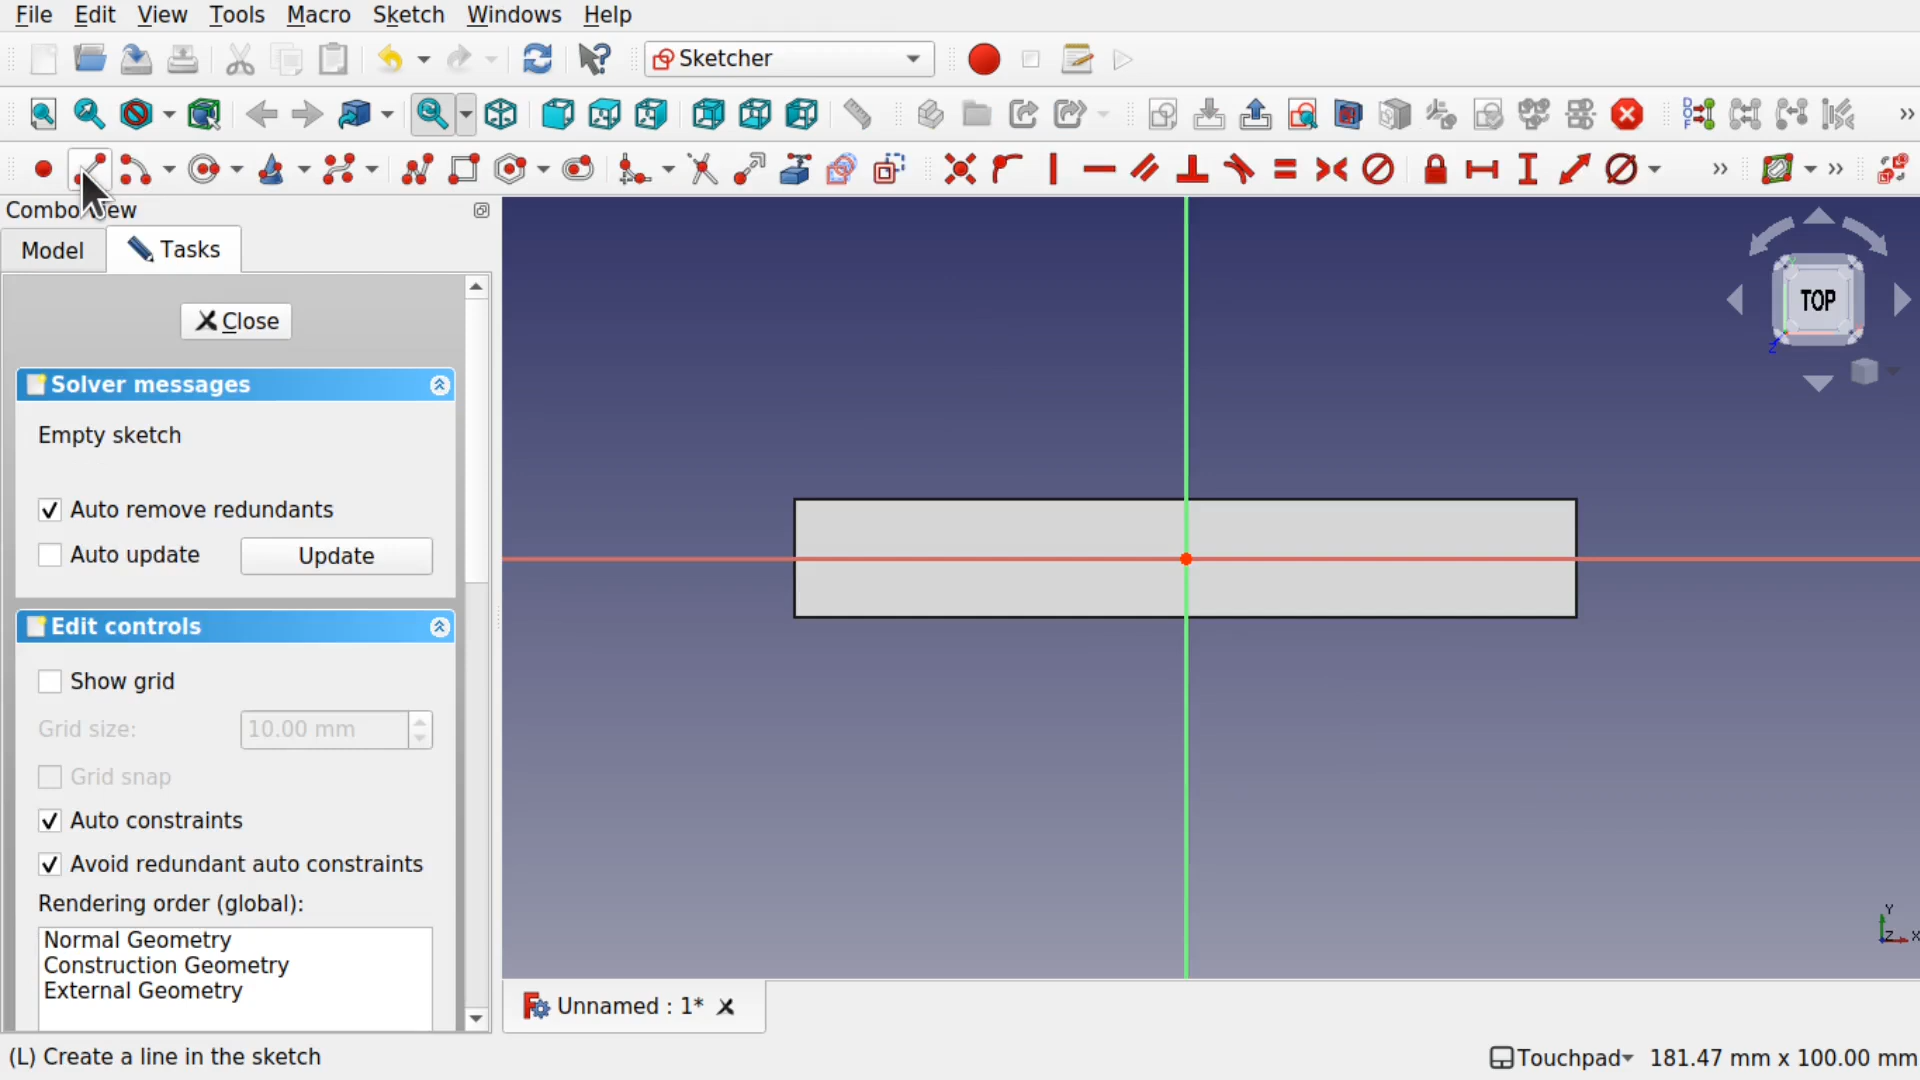 File Edit View Tools Macro Sketch Windows Help
Sketcher
DOF
Model Tasks
Close
Solver messages
Empty sketch
Auto remove redundants
Auto update Update
Edit controls
Show grid
Grid size: 10.00 mm
Grid snap
Auto constraints
Avoid redundant auto constraints
Rendering order (global):
Normal Geometry
Construction Geometry
External Geometry
TOP
Z
Y
Z X
Unnamed : 1*
(L) Create a line in the sketch
Touchpad 181.47 mm x 100.00 mm